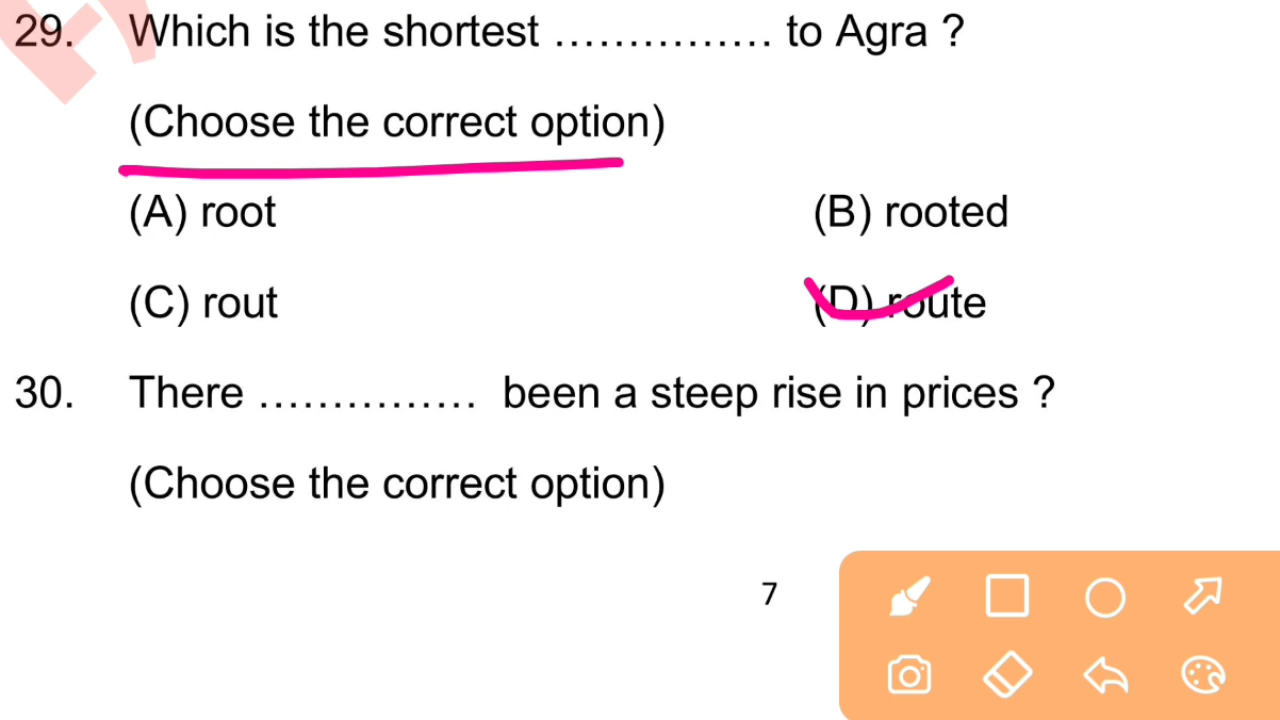 29. Which is the shortest ............... to Agra ?
(Choose the correct option)
(A) root (B) rooted
(C) rout (D) route
30. There ............... been a steep rise in prices ?
(Choose the correct option)
7